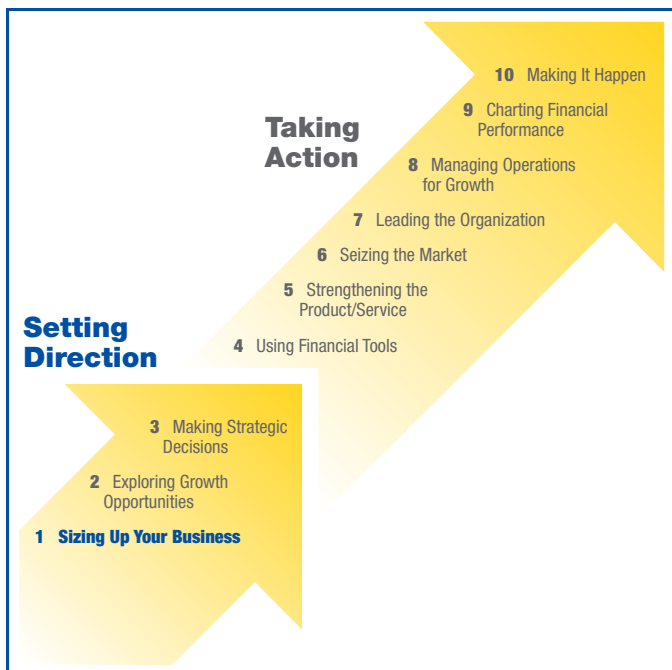 10 Making It Happen
9 Charting Financial
Performance
Taking
Action
8 Managing Operations
for Growth
7 Leading the Organization
6 Seizing the Market
5 Strengthening the
Product/Service
4 Using Financial Tools
Setting
Direction
3 Making Strategic
Decisions
2 Exploring Growth
Opportunities
1 Sizing Up Your Business